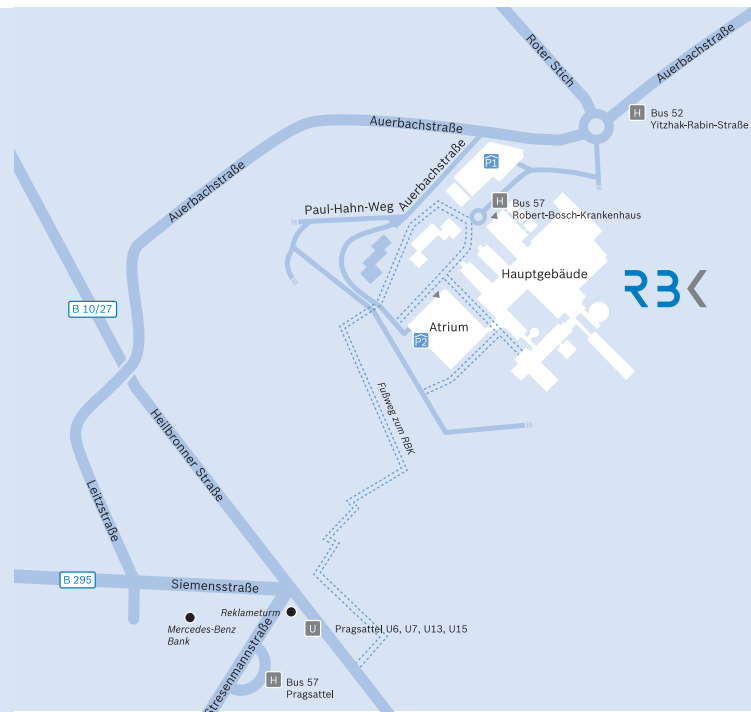 Roter Stich
Auerbachstraße
H Bus 52
Yitzhak-Rabin-Straße
Auerbachstraße
P1
Auerbachstraße
Auerbachstraße
Paul-Hahn-Weg
H Bus 57
Robert-Bosch-Krankenhaus
Hauptgebäude
RBK
B 10/27
Atrium
P2
Fußweg zum RBK
Heilbronner Straße
Leitzstraße
B 295
Siemensstraße
Reklameturm
Mercedes-Benz
Bank
U Pragsattel U6, U7, U13, U15
Stresemannstraße
H Bus 57
Pragsattel